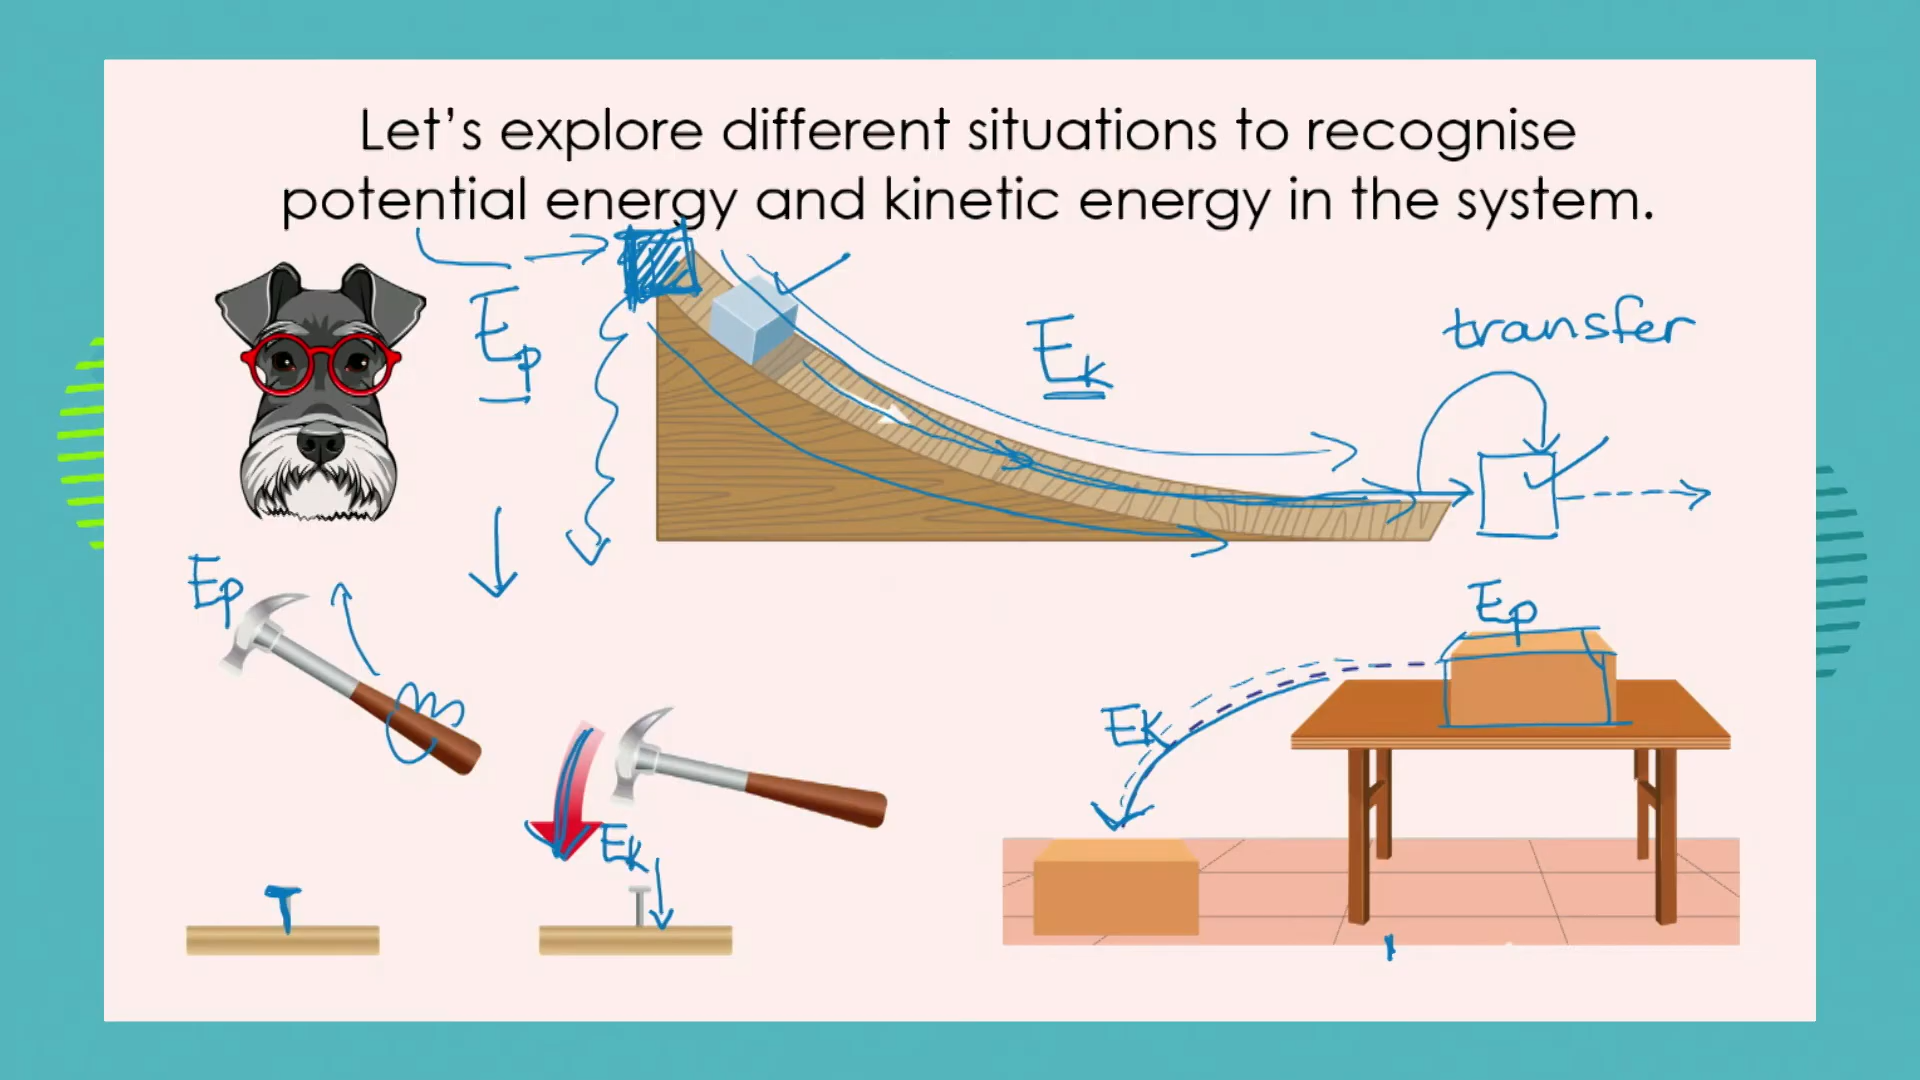 Let's explore different situations to recognise
potential energy and kinetic energy in the system.
Ep
Ek
transfer
Ep
Ep
Ek
Ek